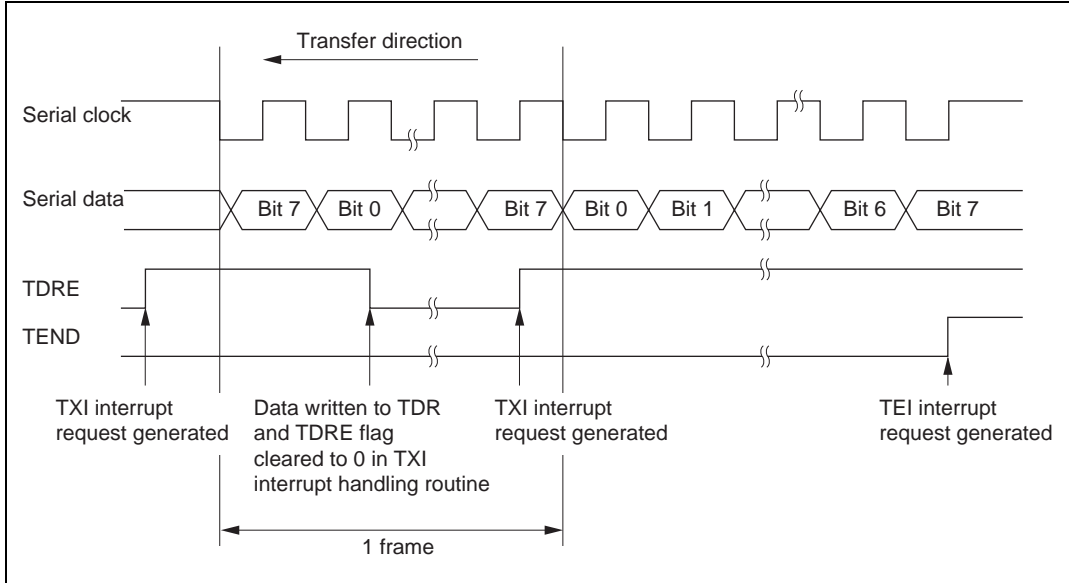 Transfer direction
Serial clock
Serial data
Bit 7
Bit 0
Bit 7
Bit 0
Bit 1
Bit 6
Bit 7
TDRE
TEND
TXI interrupt
request generated
Data written to TDR
and TDRE flag
cleared to 0 in TXI
interrupt handling routine
TXI interrupt
request generated
TEI interrupt
request generated
1 frame